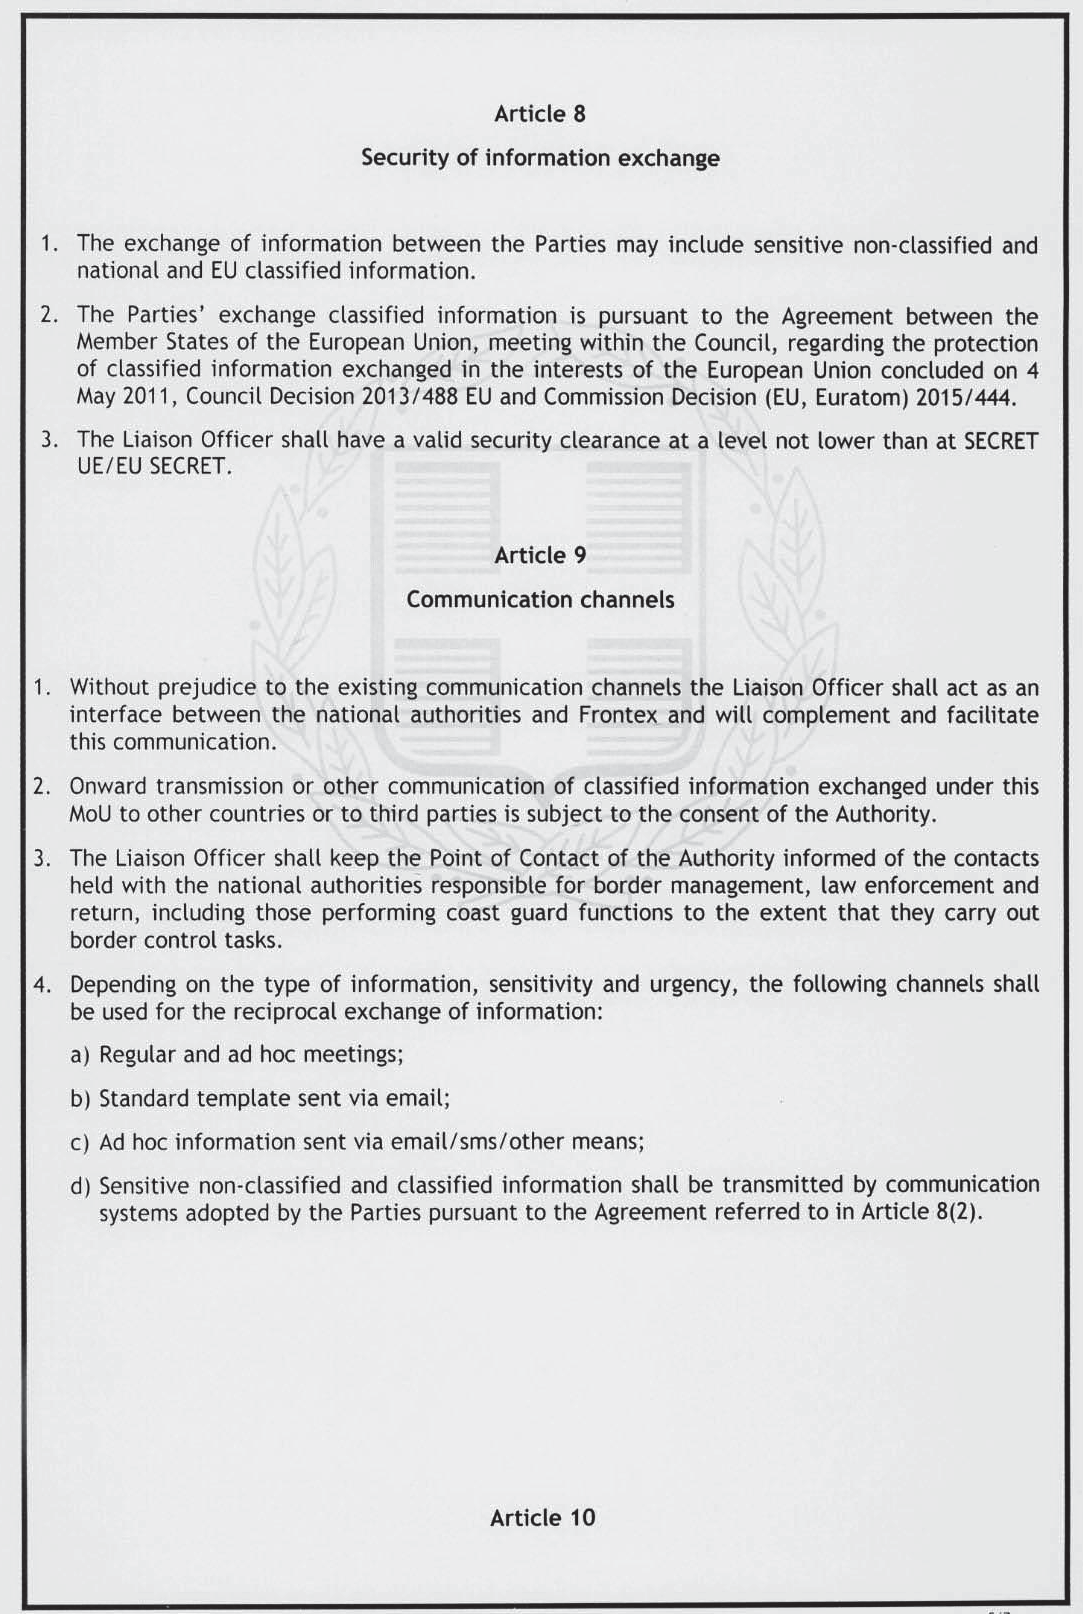 Article 8
Security of information exchange
1. The exchange of information between the Parties may include sensitive non-classified and
national and EU classified information.
2. The Parties' exchange classified information is pursuant to the Agreement between the
Member States of the European Union, meeting within the Council, regarding the protection
of classified information exchanged in the interests of the European Union concluded on 4
May 2011, Council Decision 2013/488 EU and Commission Decision (EU, Euratom) 2015/444.
3. The Liaison Officer shall have a valid security clearance at a level not lower than at SECRET
UE/EU SECRET.
Article 9
Communication channels
1. Without prejudice to the existing communication channels the Liaison Officer shall act as an
interface between the national authorities and Frontex and will complement and facilitate
this communication.
2. Onward transmission or other communication of classified information exchanged under this
MoU to other countries or to third parties is subject to the consent of the Authority.
3. The Liaison Officer shall keep the Point of Contact of the Authority informed of the contacts
held with the national authorities responsible for border management, law enforcement and
return, including those performing coast guard functions to the extent that they carry out
border control tasks.
4. Depending on the type of information, sensitivity and urgency, the following channels shall
be used for the reciprocal exchange of information:
a) Regular and ad hoc meetings;
b) Standard template sent via email;
c) Ad hoc information sent via email/sms/other means;
d) Sensitive non-classified and classified information shall be transmitted by communication
systems adopted by the Parties pursuant to the Agreement referred to in Article 8(2).
Article 10